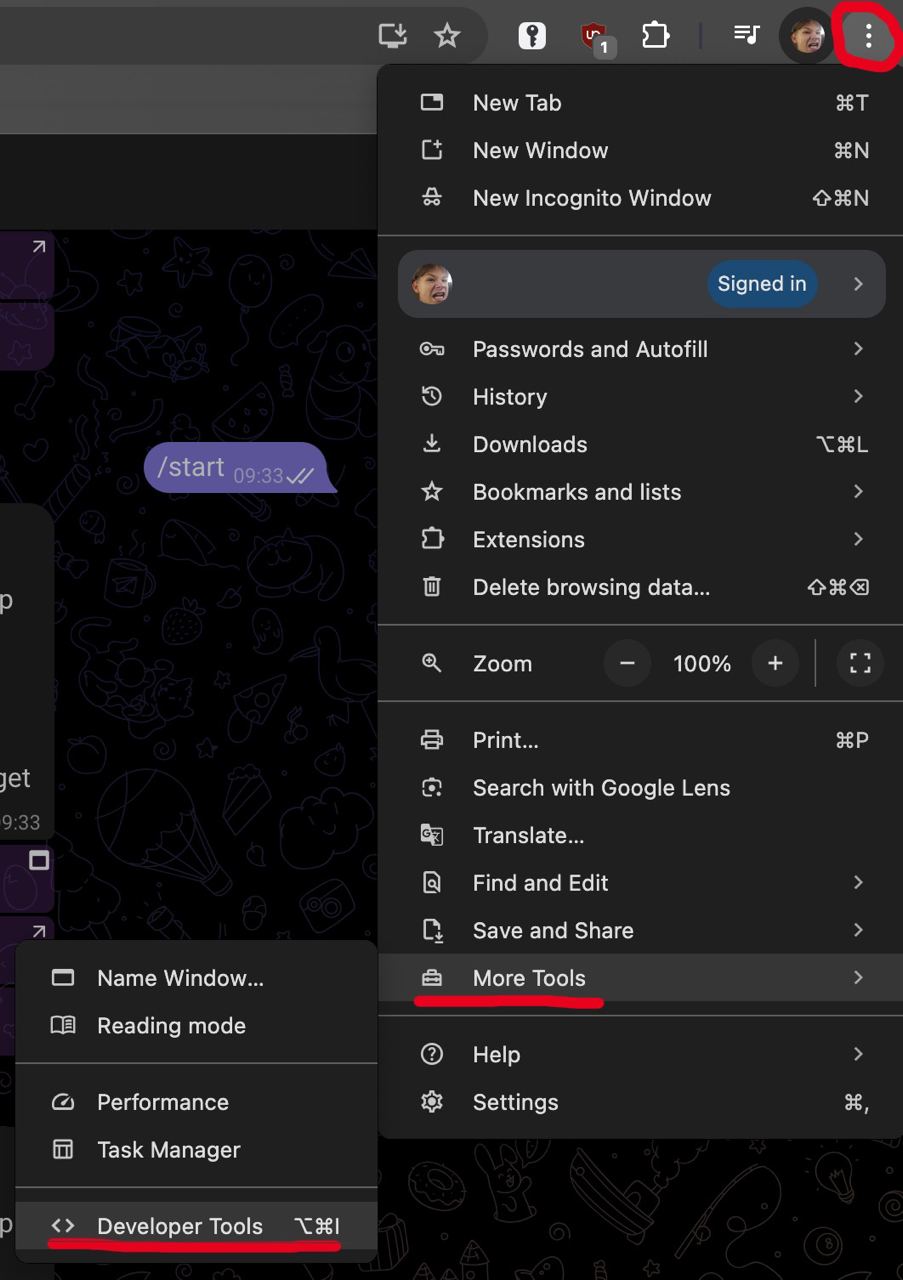 1
New Tab ⌘T
New Window ⌘N
New Incognito Window ⇧⌘N
Signed in
Passwords and Autofill
History
/start 09:33
Downloads ⌥⌘L
Bookmarks and lists
Extensions
Delete browsing data... ⇧⌘⌫
p
Zoom − 100% +
Print... ⌘P
get
Search with Google Lens
9:33
Translate...
Find and Edit
Save and Share
More Tools
Name Window...
Reading mode
Help
Performance
Settings ⌘,
Task Manager
p
Developer Tools ⌥⌘I